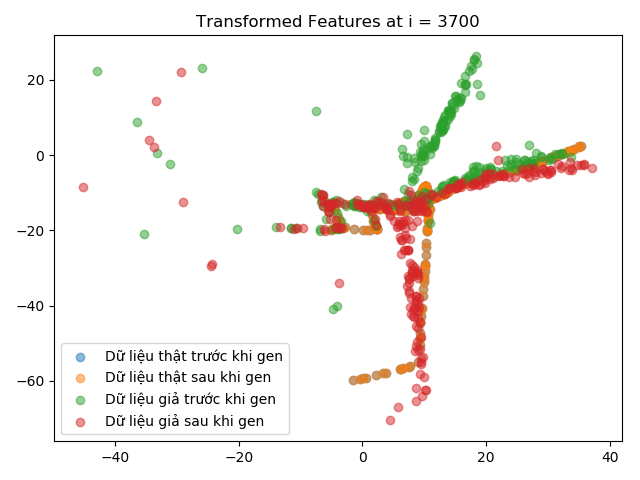 Transformed Features at i = 3700
20
0
−20
−40
−60
−40
−20
0
20
40
Dữ liệu thật trước khi gen
Dữ liệu thật sau khi gen
Dữ liệu giả trước khi gen
Dữ liệu giả sau khi gen